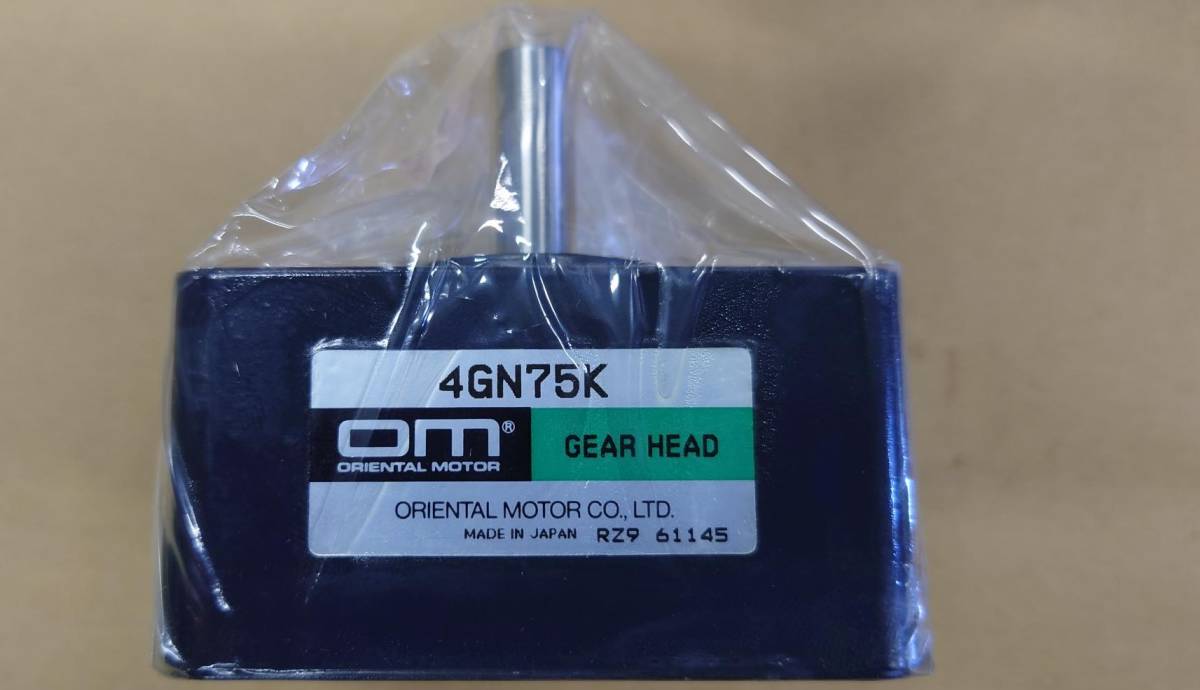 4GN75K
OM®
ORIENTAL MOTOR
GEAR HEAD
ORIENTAL MOTOR CO., LTD.
MADE IN JAPAN RZ9 61145